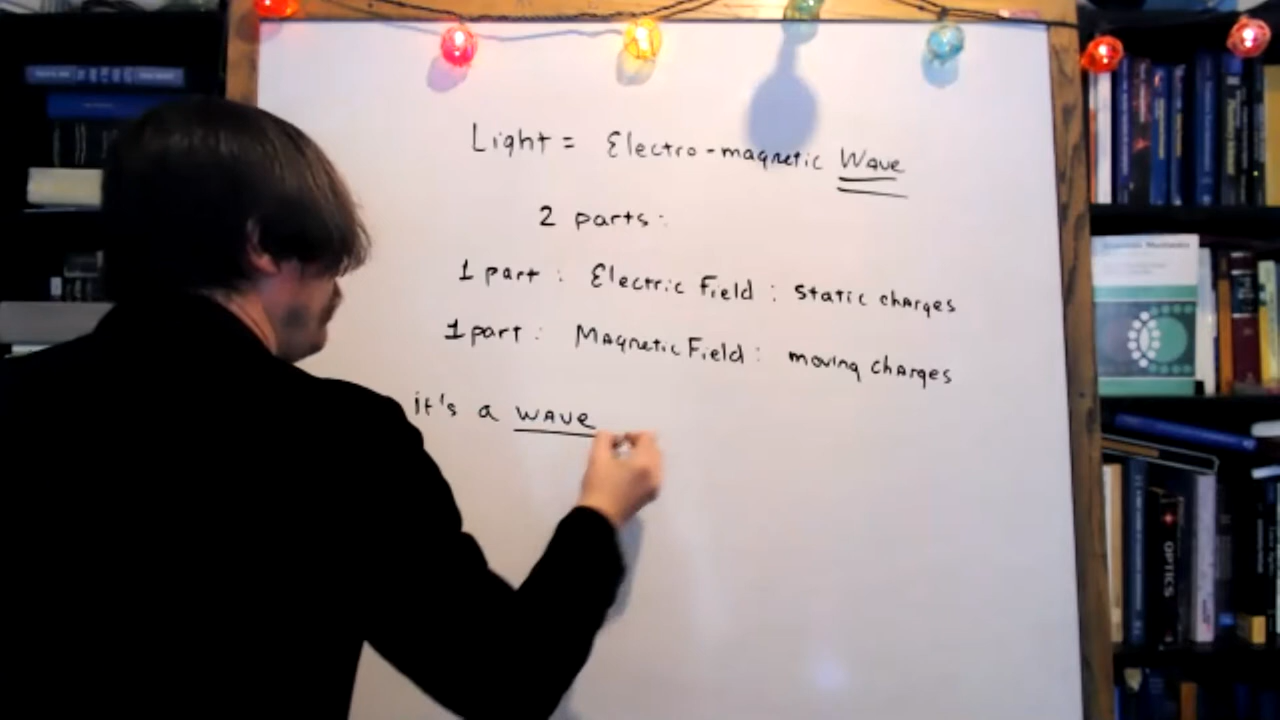 Light = Electro-magnetic Wave
2 parts:
1 part : Electric Field : static charges
1 part : Magnetic Field : moving charges
it's a wave
OPTICS